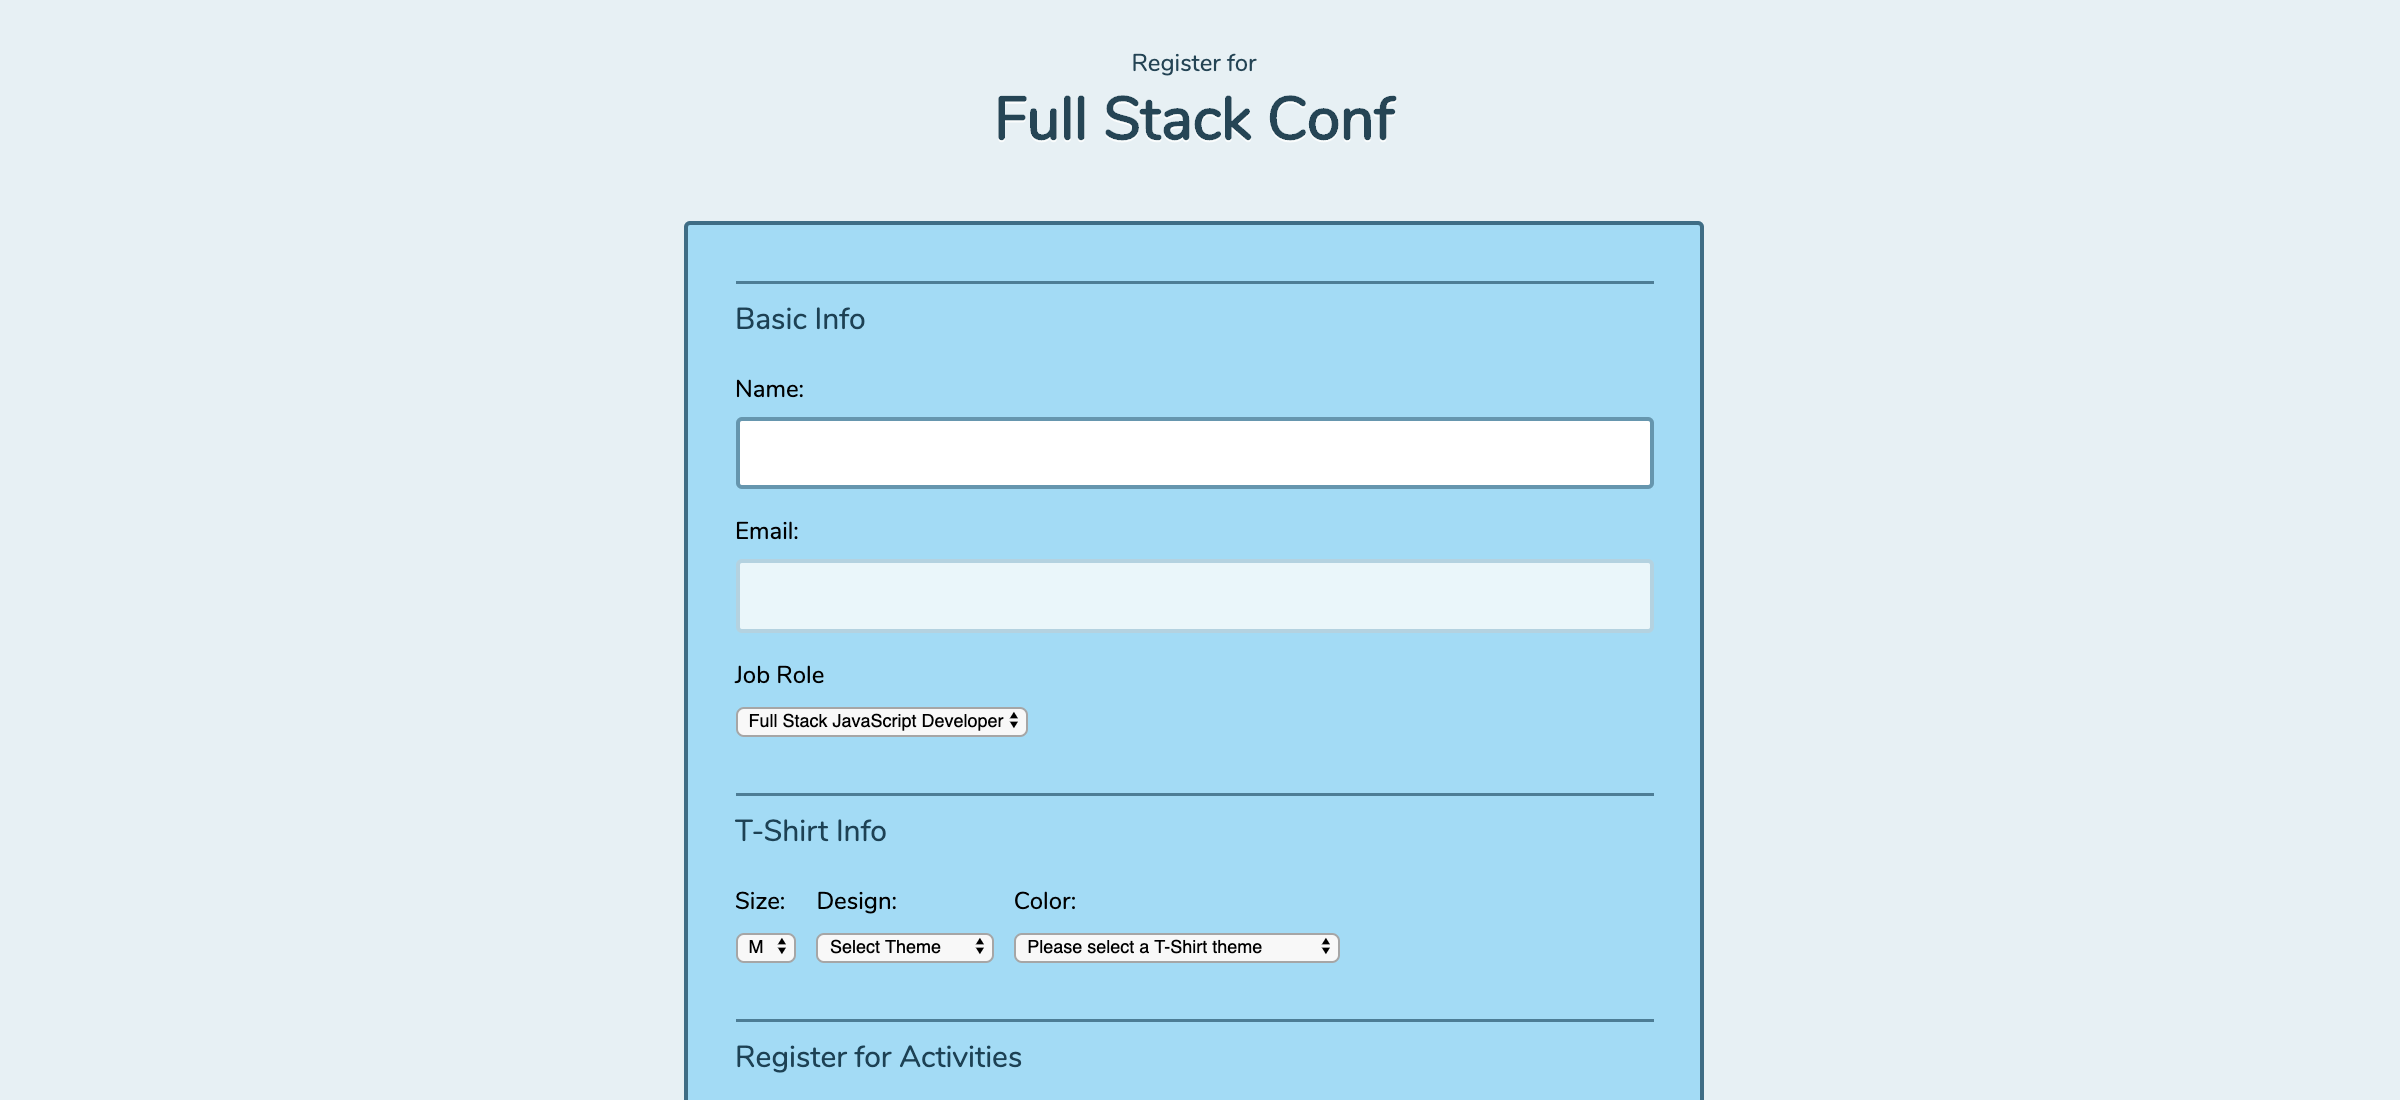 Register for
Full Stack Conf
Basic Info
Name:
Email:
Job Role
Full Stack JavaScript Developer
T-Shirt Info
Size: Design: Color:
M Select Theme Please select a T-Shirt theme
Register for Activities